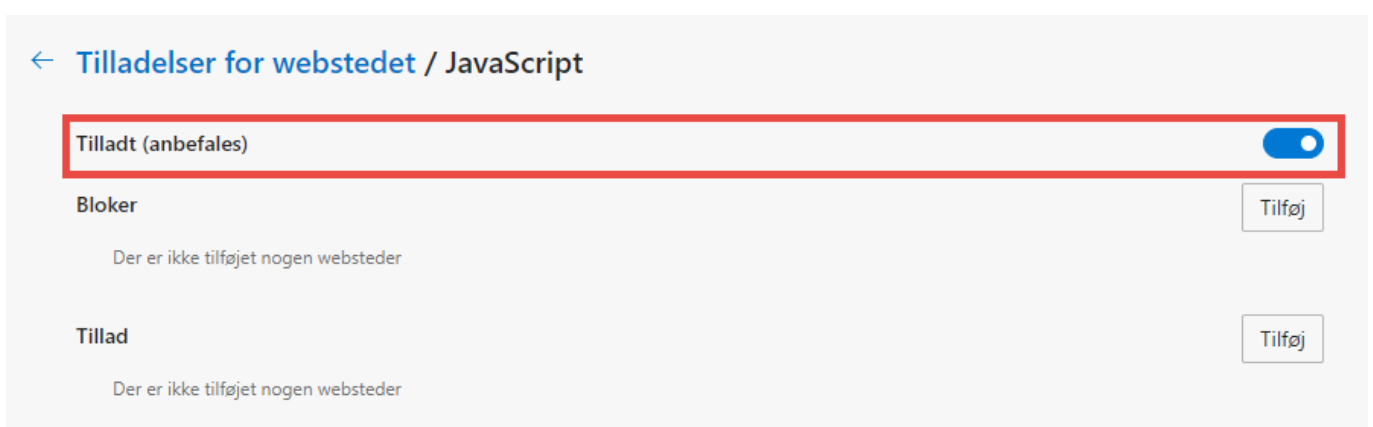 Tilladelser for webstedet / JavaScript
Tilladt (anbefales)
Bloker
Tilføj
Der er ikke tilføjet nogen websteder
Tillad
Tilføj
Der er ikke tilføjet nogen websteder